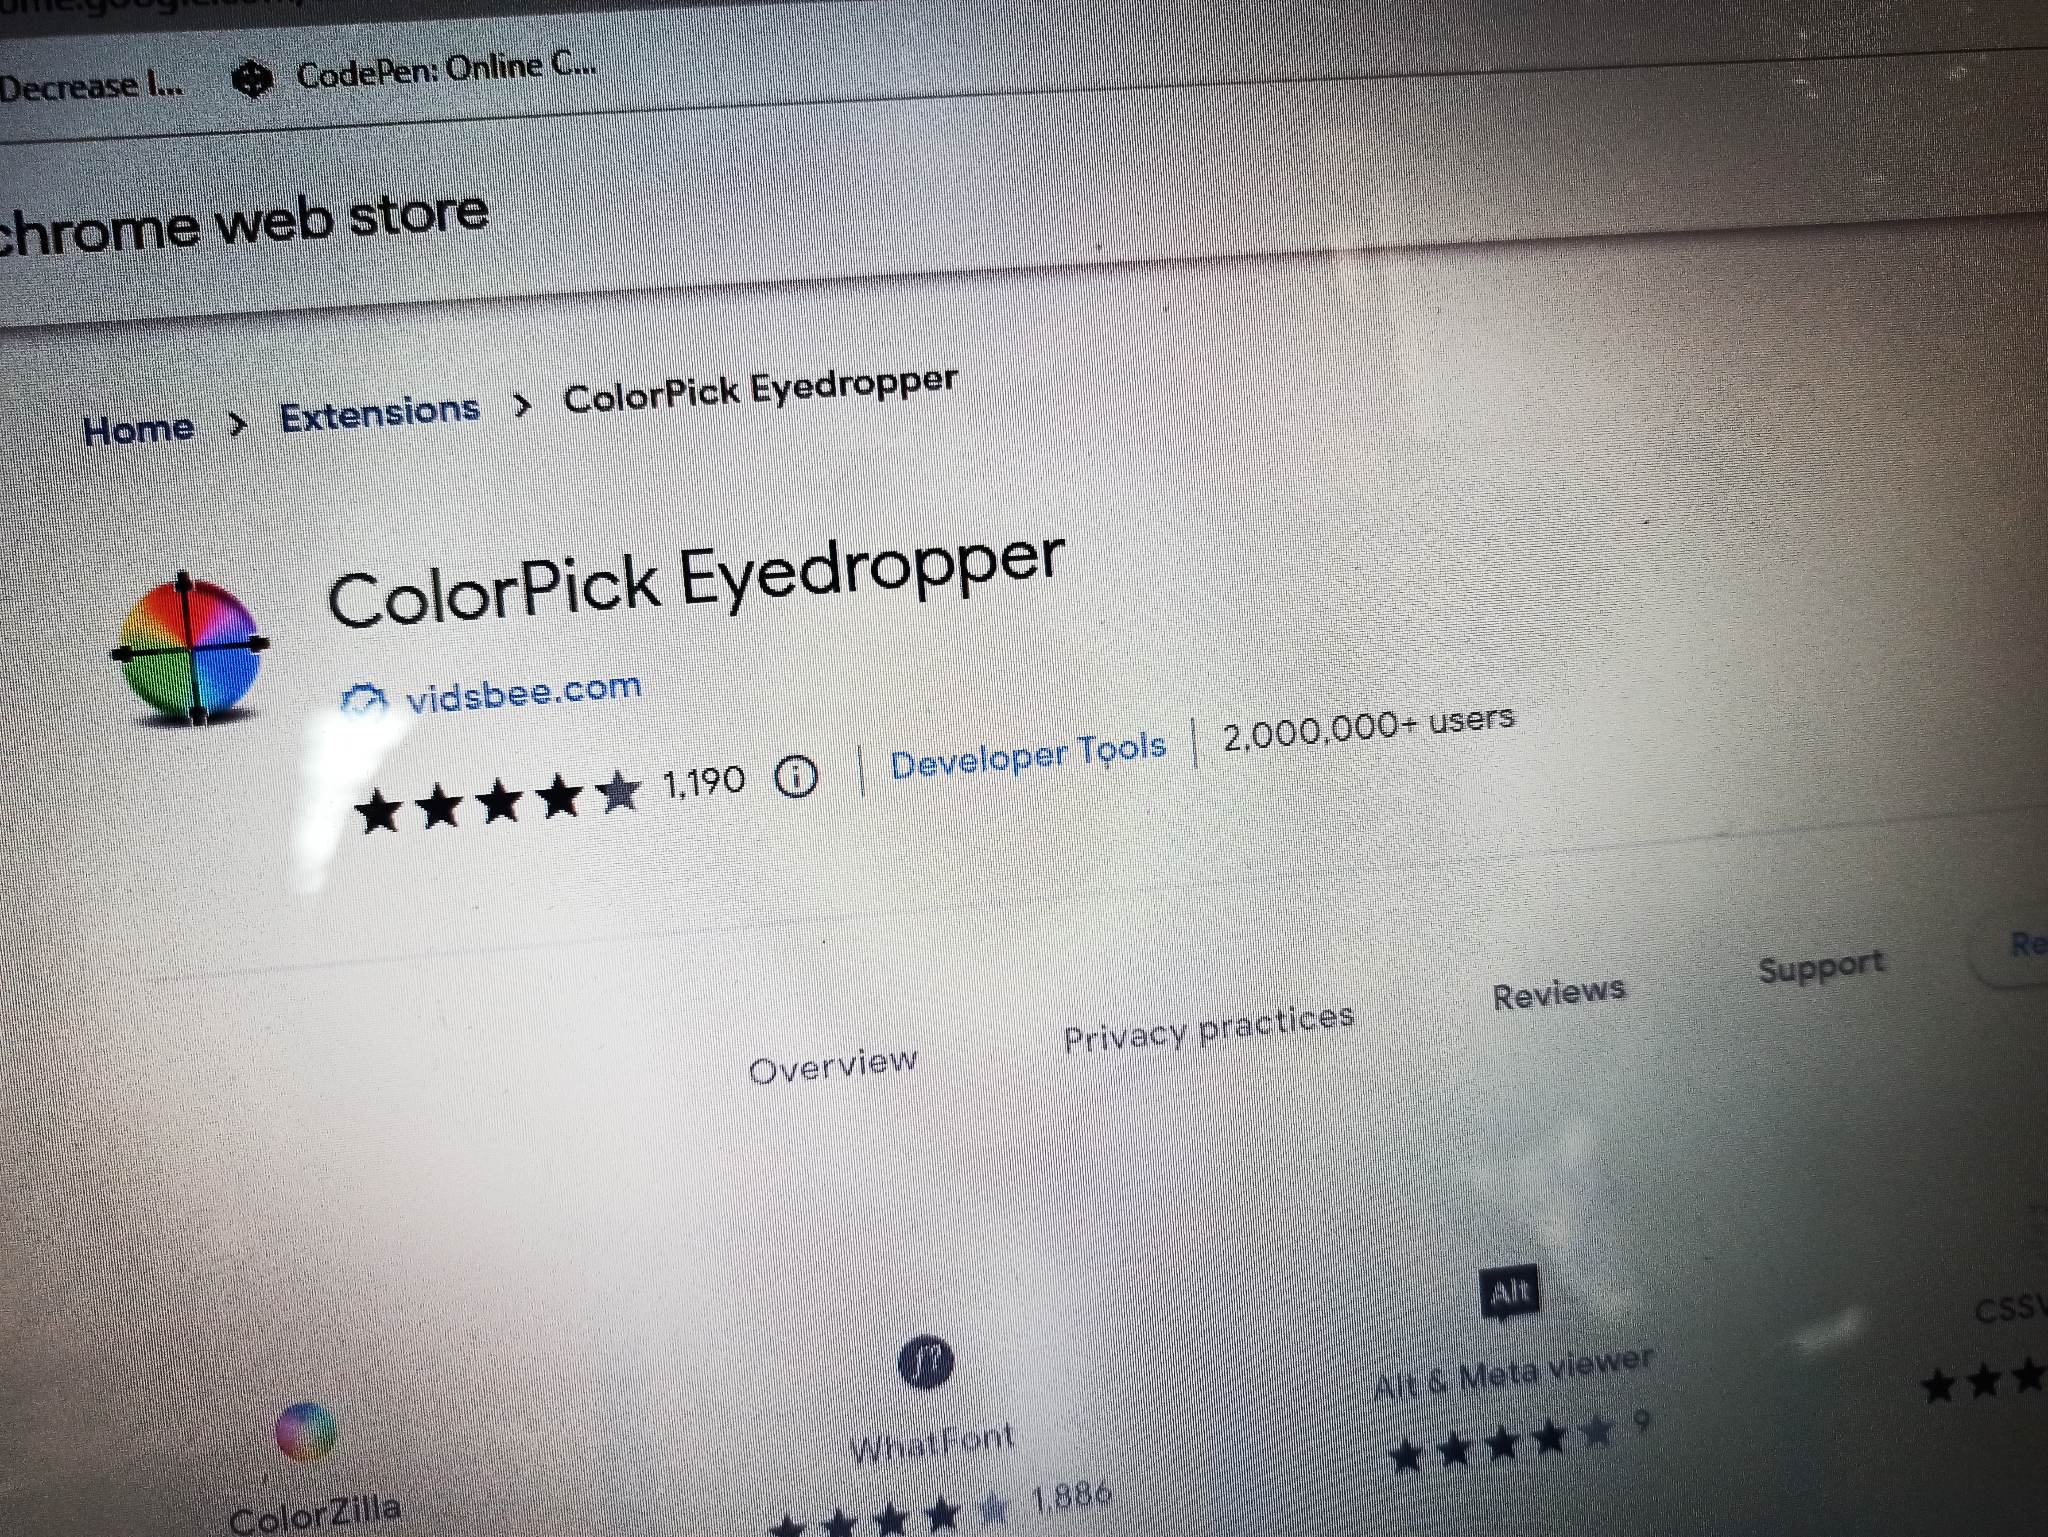 Decrease I... CodePen: Online C...
chrome web store
Home > Extensions > ColorPick Eyedropper
ColorPick Eyedropper
vidsbee.com
1,190 Developer Tools 2,000,000+ users
Overview Privacy practices Reviews Support Re
Alt
Alt & Meta viewer
9
WhatFont
1,886
ColorZilla